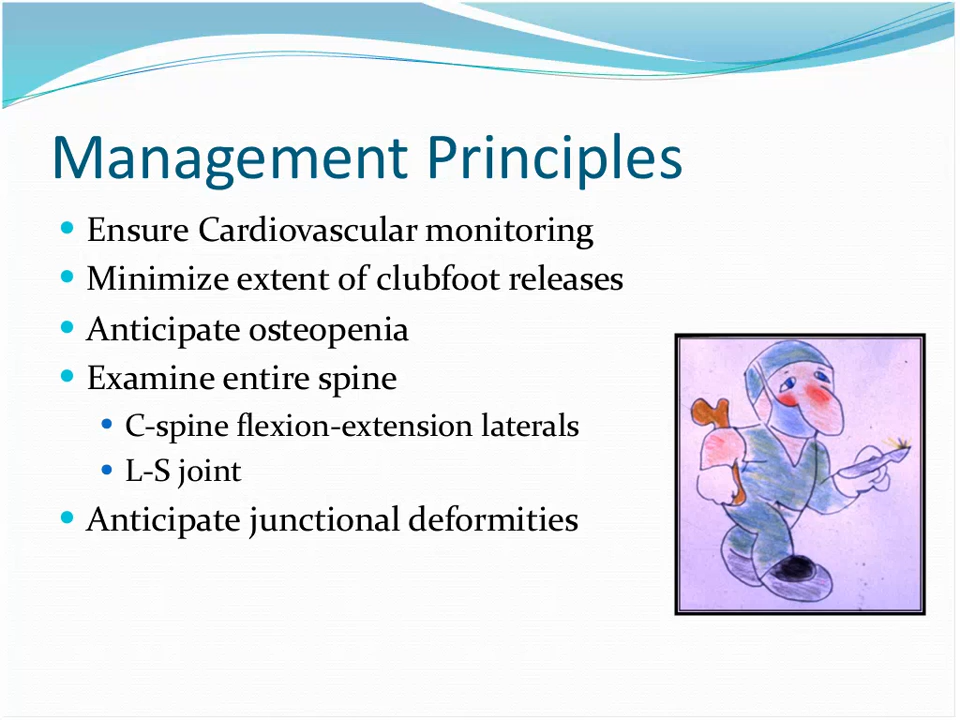 Management Principles
Ensure Cardiovascular monitoring
Minimize extent of clubfoot releases
Anticipate osteopenia
Examine entire spine
C-spine flexion-extension laterals
L-S joint
Anticipate junctional deformities